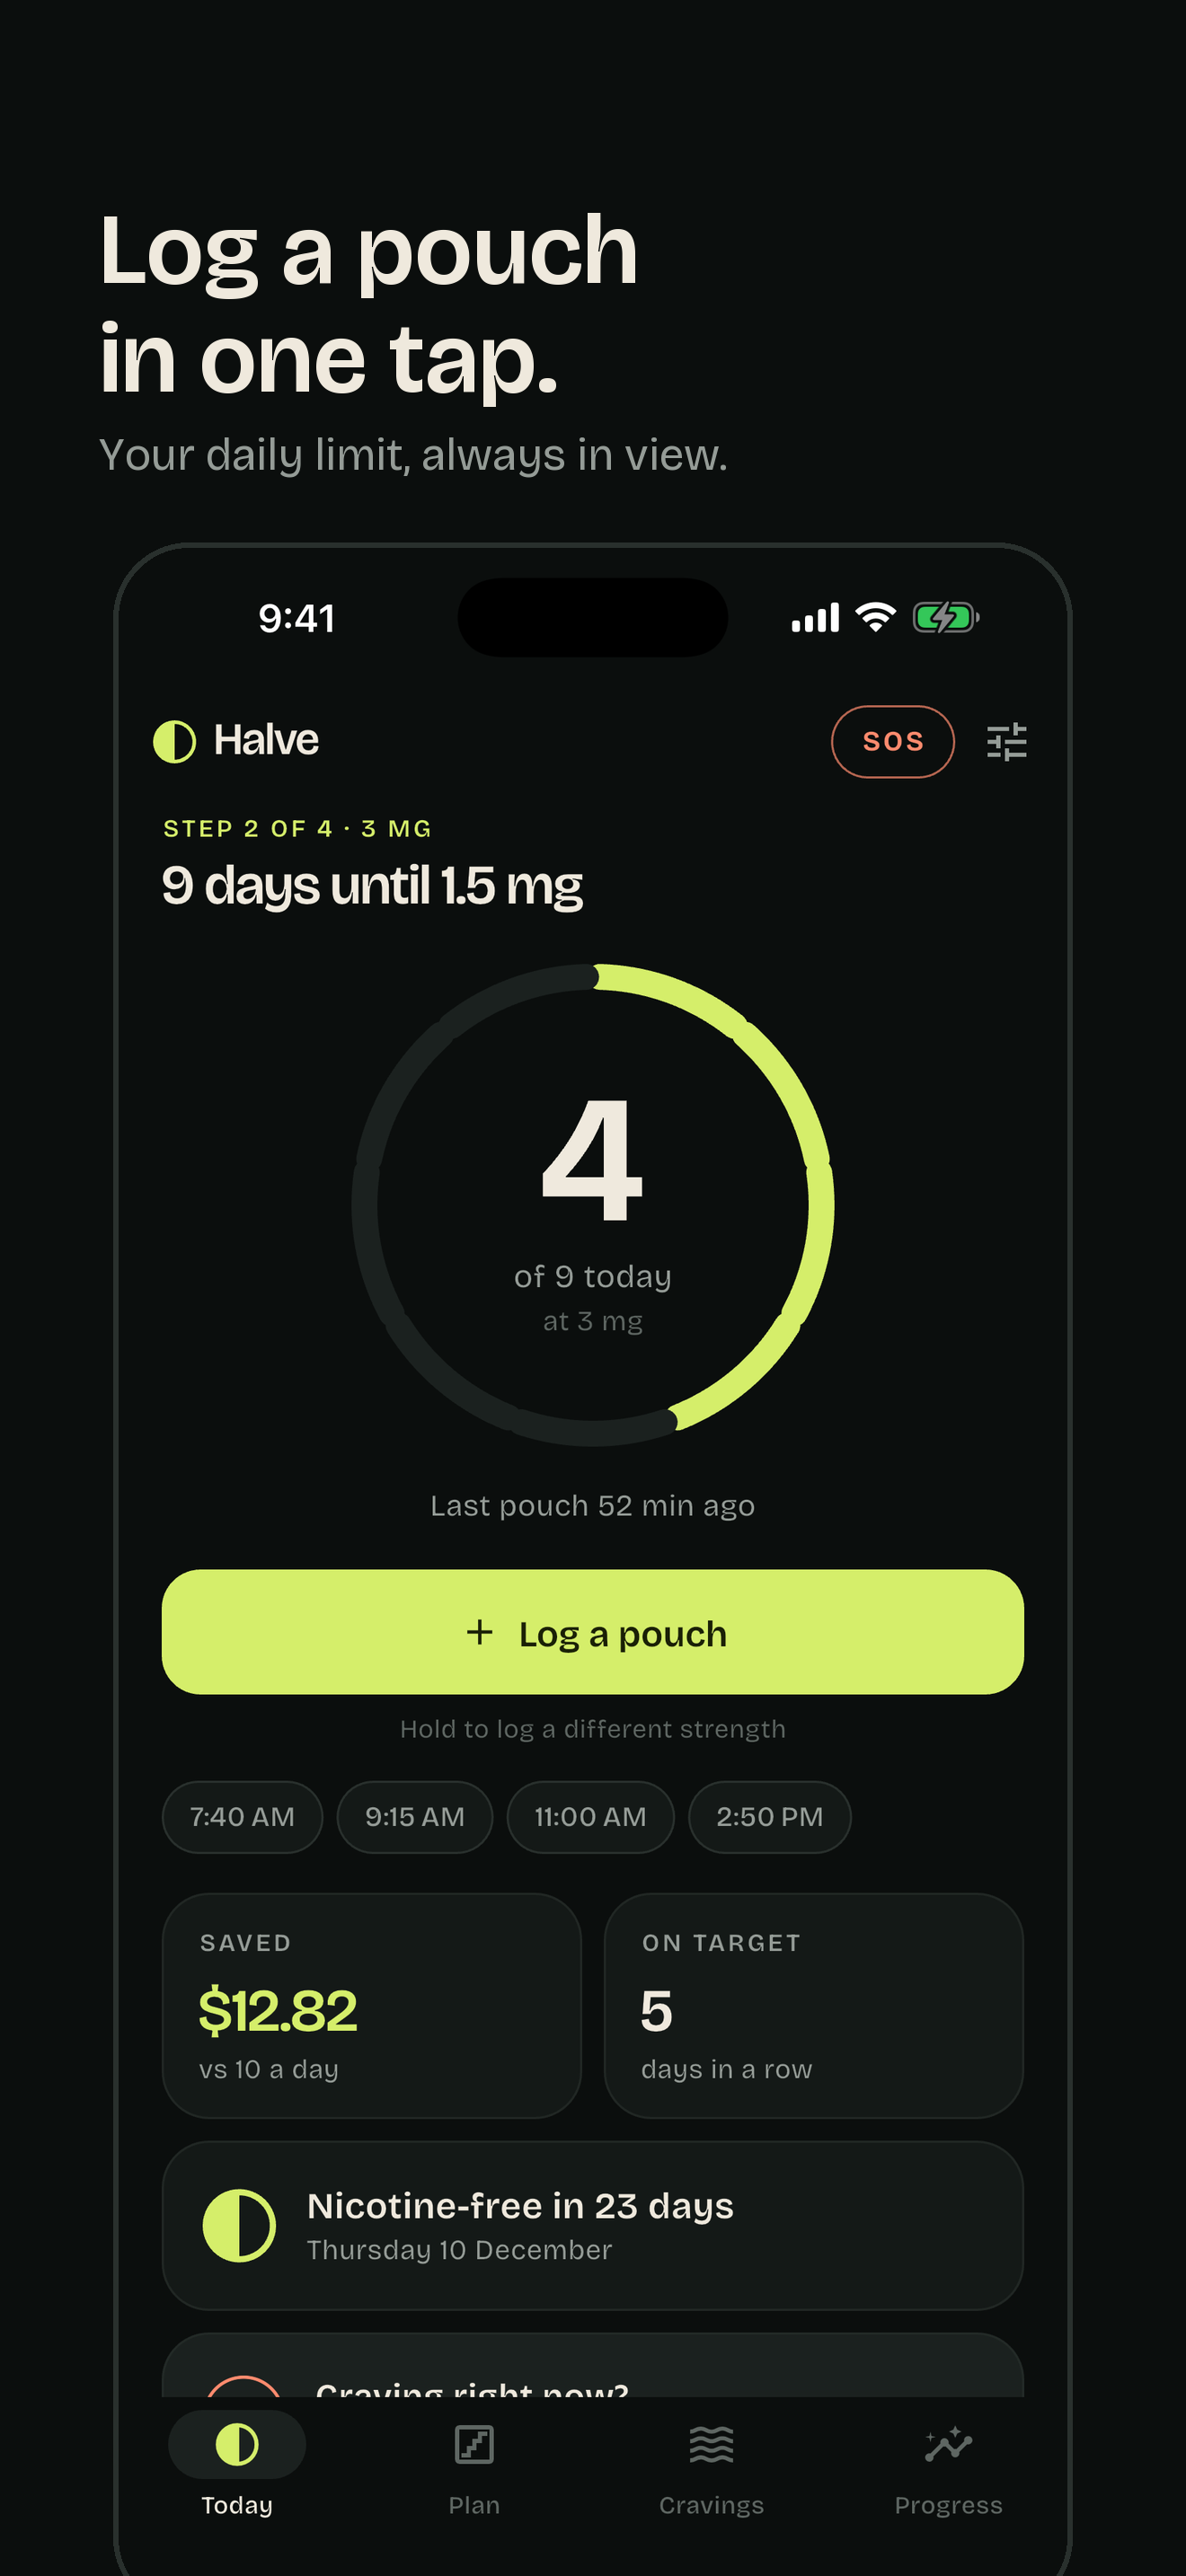 Log a pouch
in one tap.
Your daily limit, always in view.
9:41
Halve
SOS
STEP 2 OF 4 · 3 MG
9 days until 1.5 mg
4
of 9 today
at 3 mg
Last pouch 52 min ago
+ Log a pouch
Hold to log a different strength
7:40 AM 9:15 AM 11:00 AM 2:50 PM
SAVED
$12.82
vs 10 a day
ON TARGET
5
days in a row
Nicotine-free in 23 days
Thursday 10 December
Craving right now?
Today Plan Cravings Progress